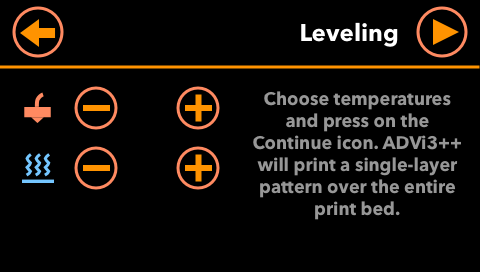 Leveling
Choose temperatures
and press on the
Continue icon. ADVi3++
will print a single-layer
pattern over the entire
print bed.